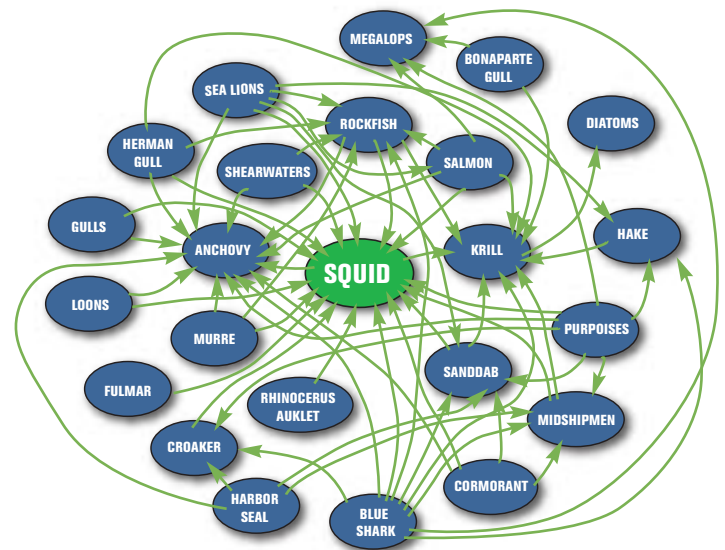 MEGALOPS
BONAPARTE
GULL
SEA LIONS
ROCKFISH
DIATOMS
HERMAN
GULL
SHEARWATERS
SALMON
GULLS
ANCHOVY
SQUID
KRILL
HAKE
LOONS
MURRE
PURPOISES
FULMAR
RHINOCERUS
AUKLET
SANDDAB
CROAKER
MIDSHIPMEN
HARBOR
SEAL
BLUE
SHARK
CORMORANT